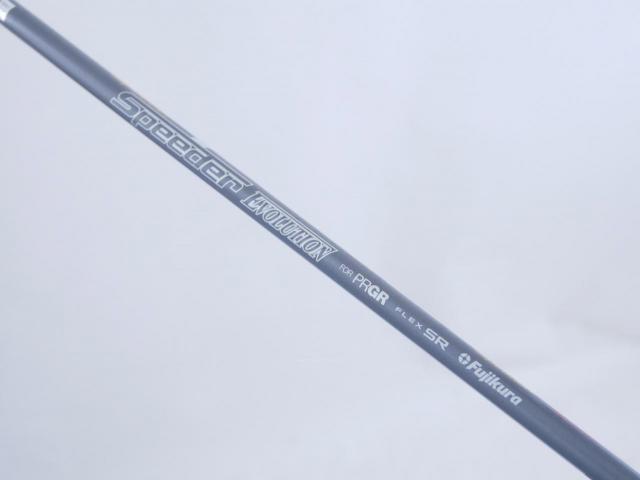 Speeder EVOLUTION FOR PRGR FLEX SR Fujikura